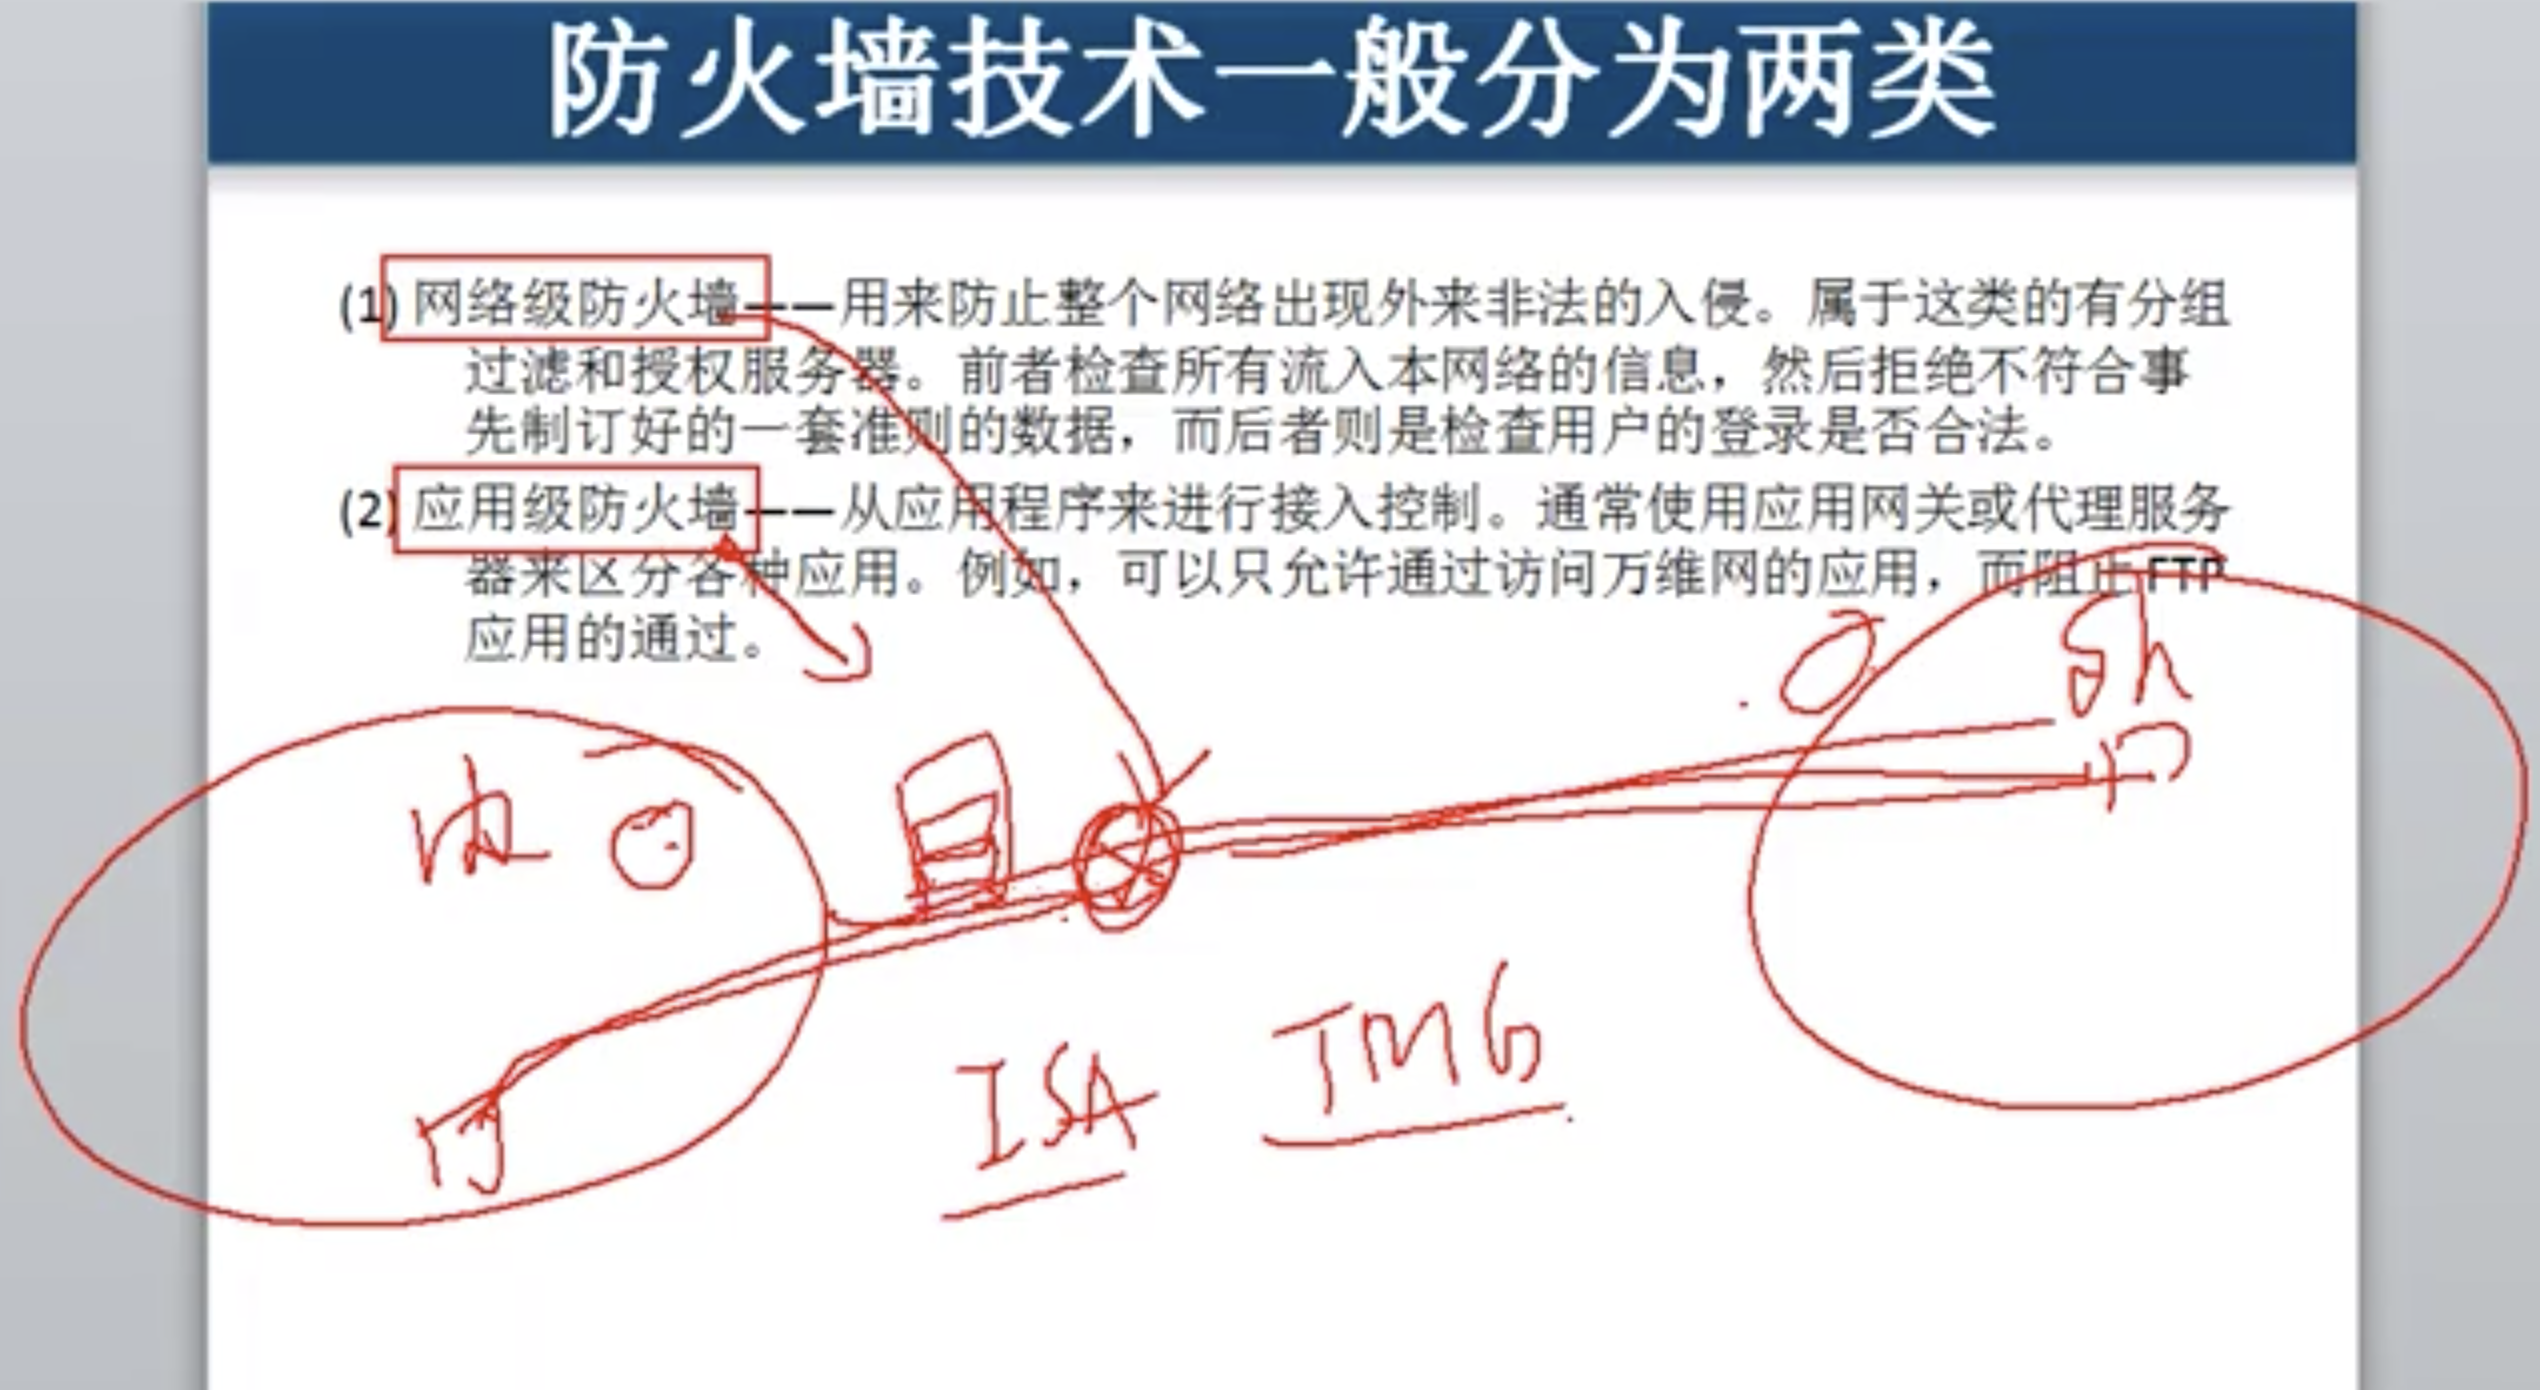 防火墙技术一般分为两类
(1) 网络级防火墙——用来防止整个网络出现外来非法的入侵。属于这类的有分组
过滤和授权服务器。前者检查所有流入本网络的信息，然后拒绝不符合事
先制订好的一套准则的数据，而后者则是检查用户的登录是否合法。
(2) 应用级防火墙——从应用程序来进行接入控制。通常使用应用网关或代理服务
器来区分各种应用。例如，可以只允许通过访问万维网的应用，而阻止FTP
应用的通过。
ISA TMG